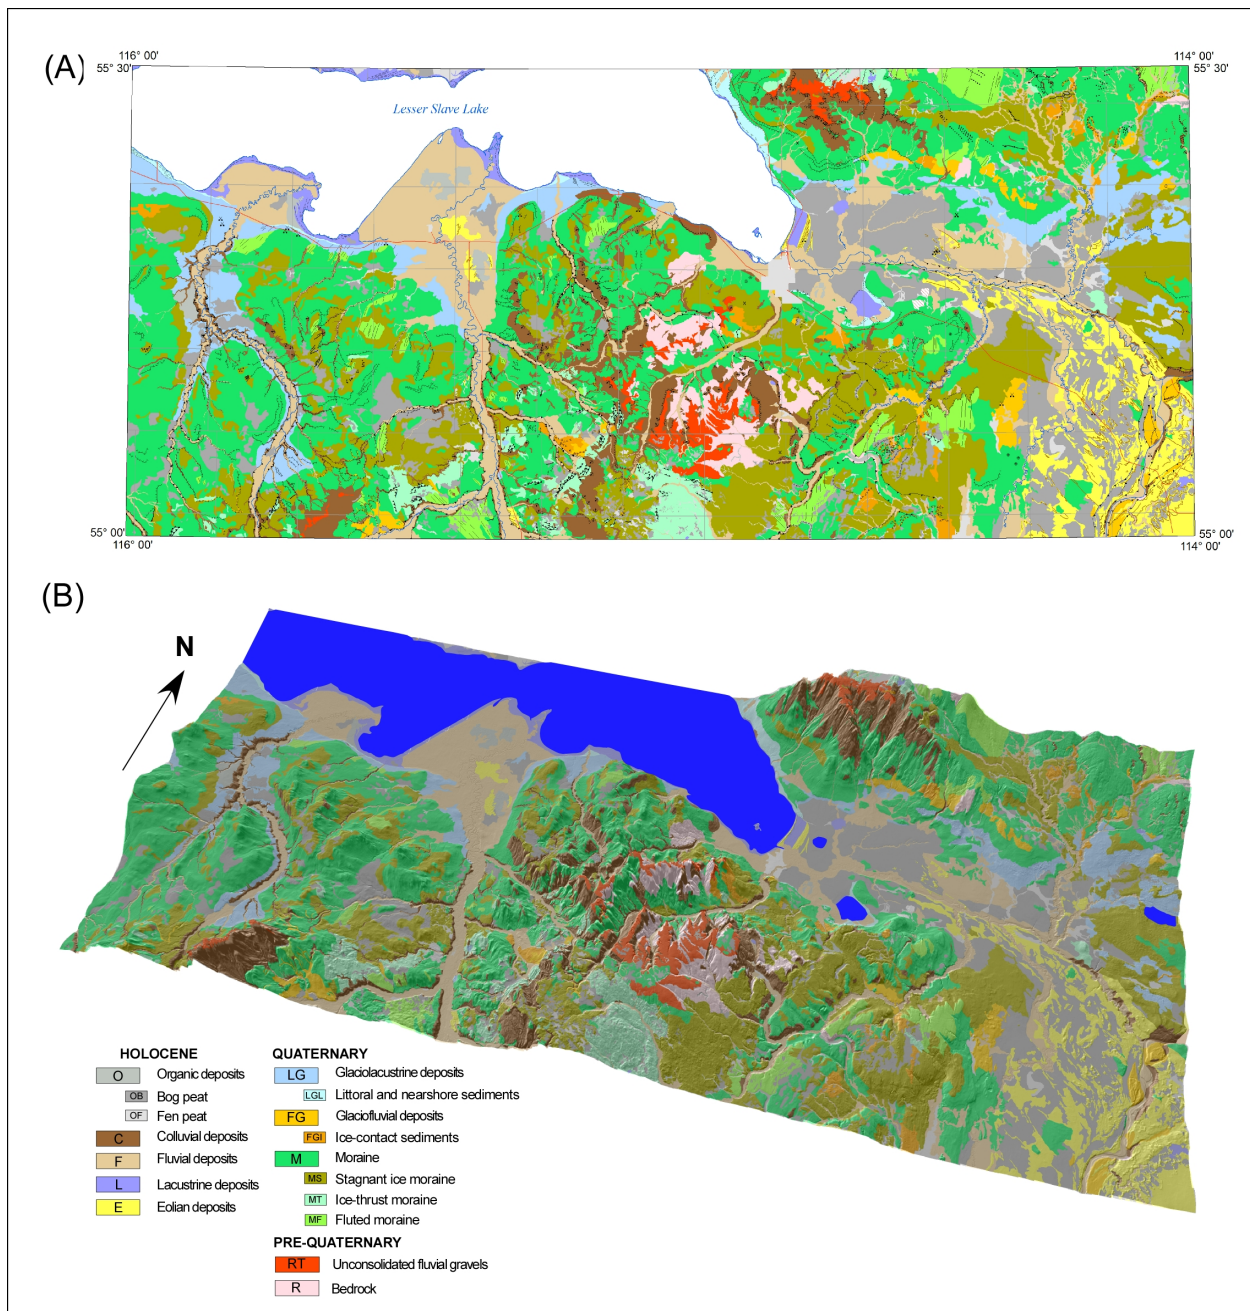 (A)
116° 00'
114° 00'
55° 30'
55° 30'
Lesser Slave Lake
55° 00'
116° 00'
55° 00'
114° 00'
(B)
N
HOLOCENE
O Organic deposits
OB Bog peat
OF Fen peat
C Colluvial deposits
F Fluvial deposits
L Lacustrine deposits
E Eolian deposits
QUATERNARY
LG Glaciolacustrine deposits
LGL Littoral and nearshore sediments
FG Glaciofluvial deposits
FGI Ice-contact sediments
M Moraine
MS Stagnant ice moraine
MT Ice-thrust moraine
MF Fluted moraine
PRE-QUATERNARY
RT Unconsolidated fluvial gravels
R Bedrock